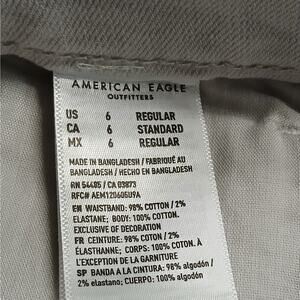 AMERICAN EAGLE
OUTFITTERS
US 6 REGULAR
CA 6 STANDARD
MX 6 REGULAR
MADE IN BANGLADESH / FABRIQUÉ AU
BANGLADESH / HECHO EN BANGLADESH
RN 54485 / CA 03873
RFC# AEM120605U9A
EN WAISTBAND: 98% COTTON / 2%
ELASTANE; BODY: 100% COTTON.
EXCLUSIVE OF DECORATION
FR CEINTURE: 98% COTON / 2%
ÉLASTHANNE; CORPS: 100% COTON. À
L'EXCEPTION DE LA GARNITURE
SP BANDA A LA CINTURA: 98% algodón /
2% elastano; CUERPO: 100% algodón